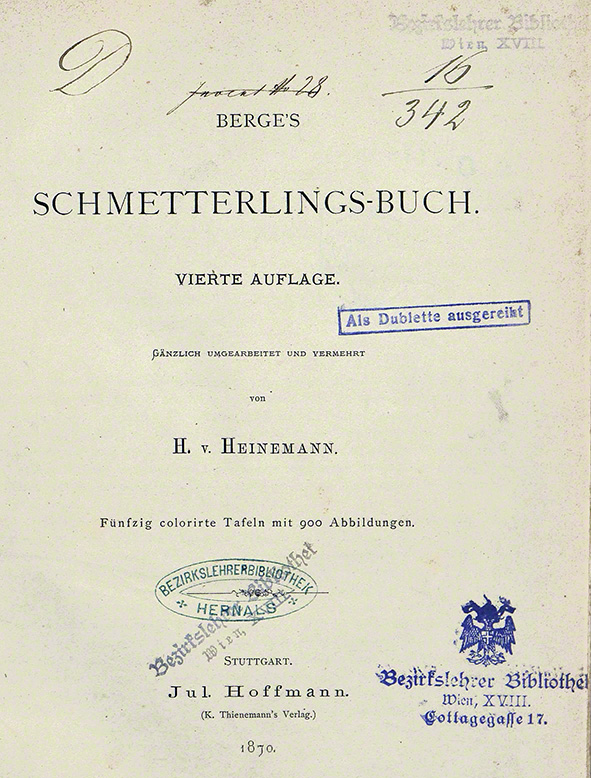 Bezirkslehrer Bibliothek
Wien, XVIII.
D
Invent No 28.
16
342
BERGE'S
SCHMETTERLINGS-BUCH.
VIERTE AUFLAGE.
Als Dublette ausgereiht
GÄNZLICH UMGEARBEITET UND VERMEHRT
von
H. v. HEINEMANN.
Fünfzig colorirte Tafeln mit 900 Abbildungen.
BEZIRKSLEHRERBIBLIOTHEK
HERNALS
Bezirkslehrer Bibliothek
Wien, XVIII.
STUTTGART.
Jul. Hoffmann.
(K. Thienemann's Verlag.)
1870.
Bezirkslehrer Bibliothek
Wien, XVIII.
Cottagegasse 17.